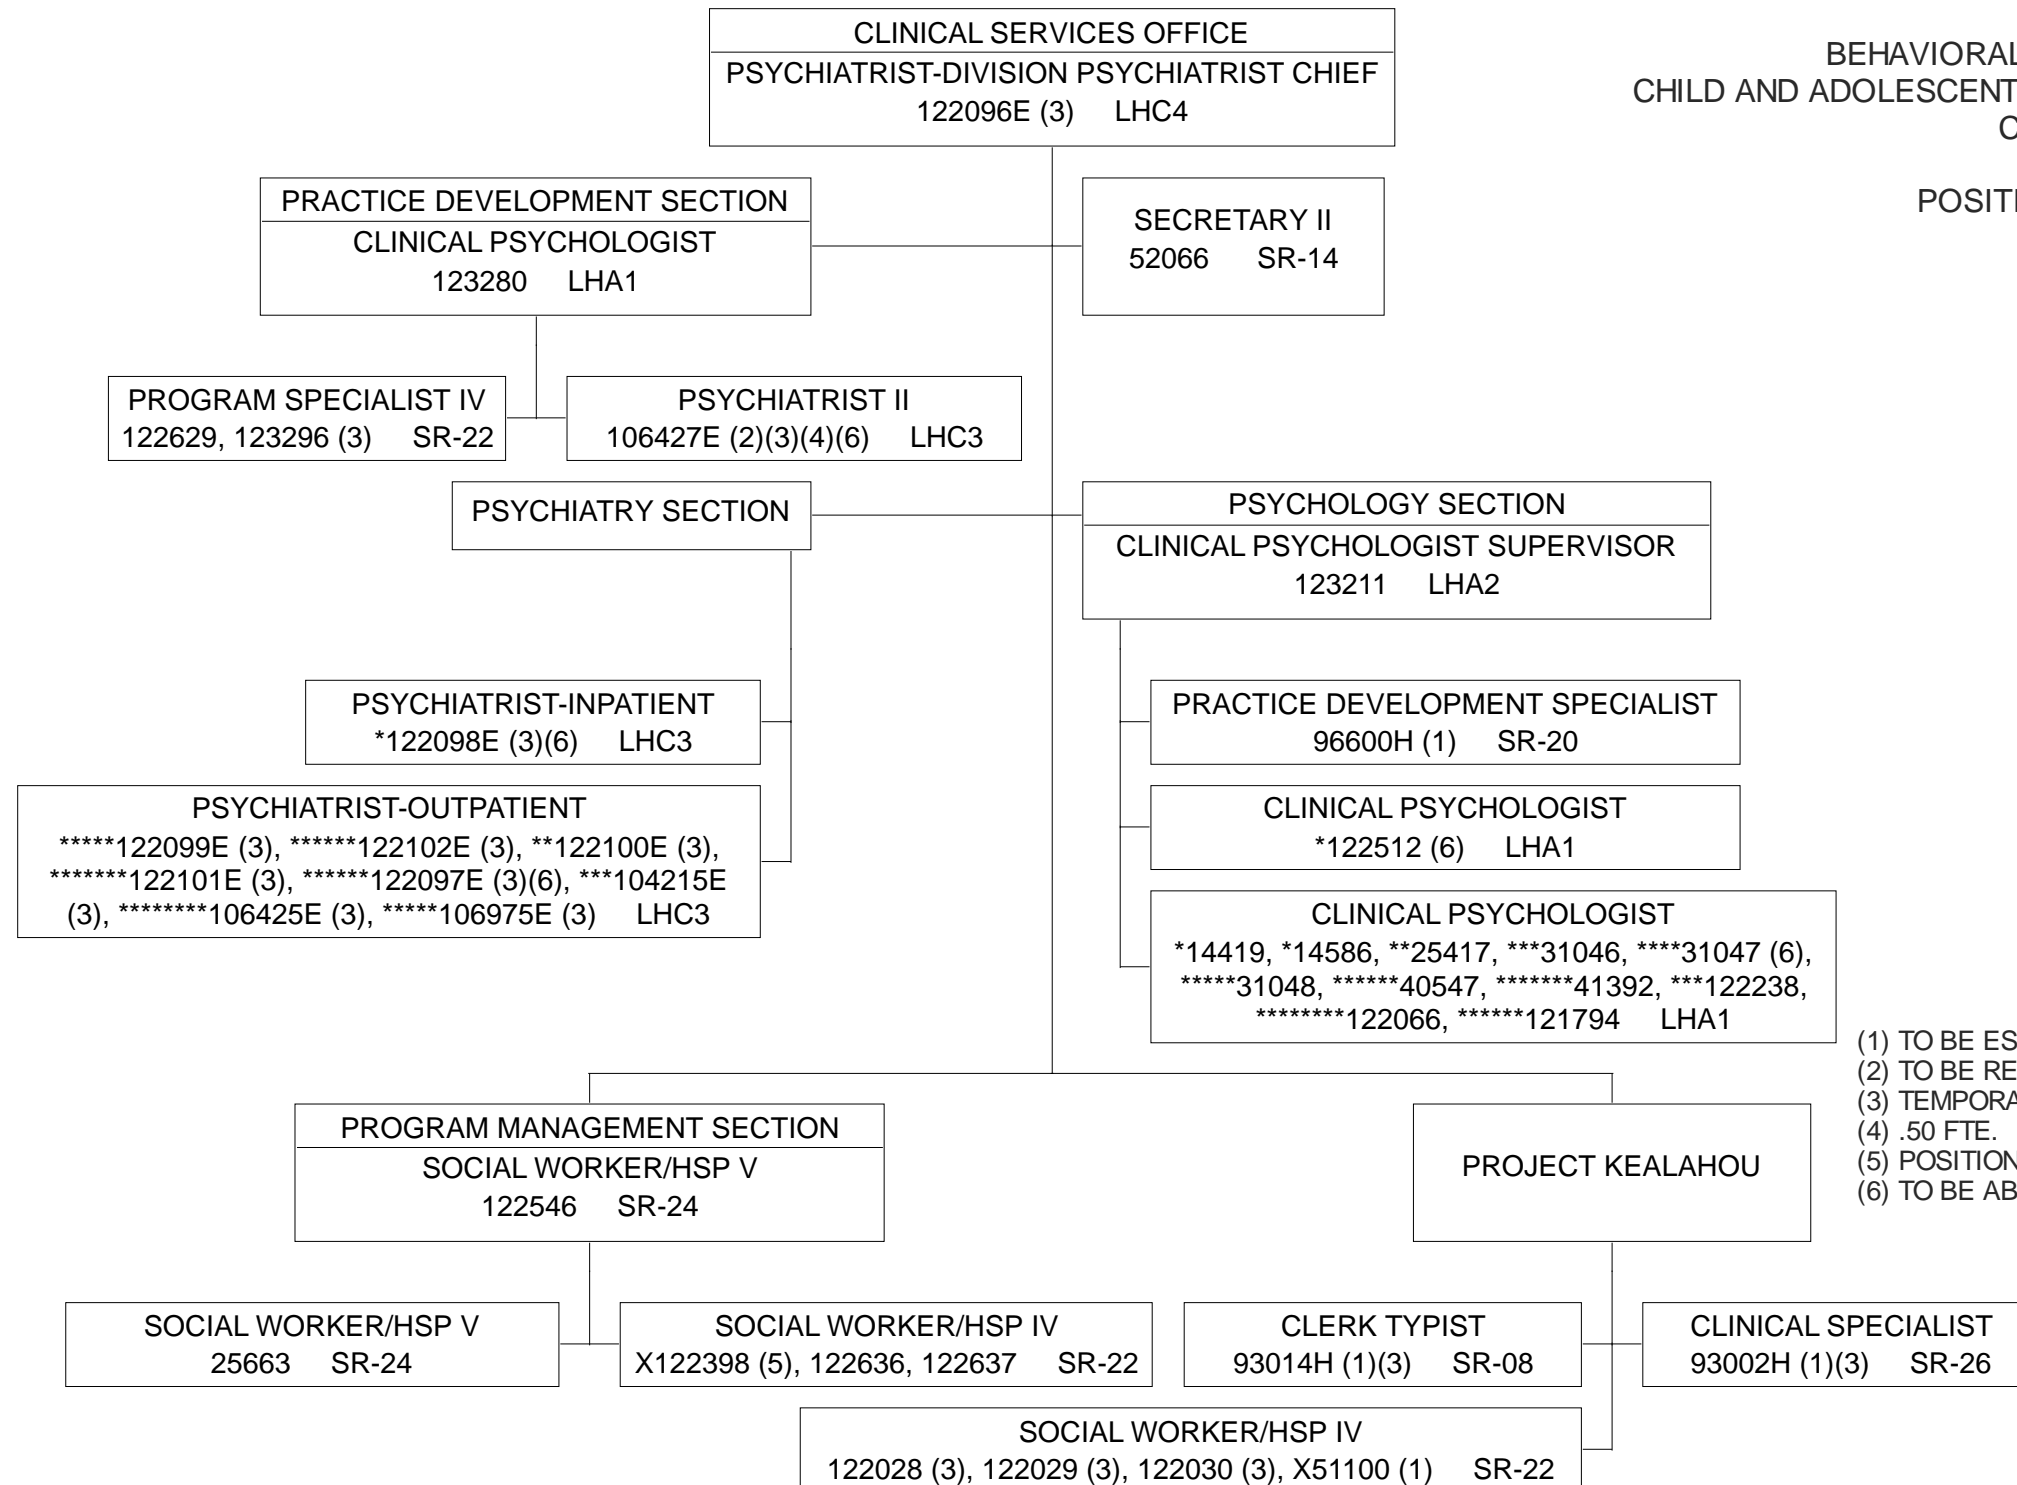 CLINICAL SERVICES OFFICE
PSYCHIATRIST-DIVISION PSYCHIATRIST CHIEF
122096E (3) LHC4
BEHAVIORAL
CHILD AND ADOLESCENT
POSITI
PRACTICE DEVELOPMENT SECTION
CLINICAL PSYCHOLOGIST
123280 LHA1
SECRETARY II
52066 SR-14
PROGRAM SPECIALIST IV
122629, 123296 (3) SR-22
PSYCHIATRIST II
106427E (2)(3)(4)(6) LHC3
PSYCHIATRY SECTION
PSYCHOLOGY SECTION
CLINICAL PSYCHOLOGIST SUPERVISOR
123211 LHA2
PSYCHIATRIST-INPATIENT
*122098E (3)(6) LHC3
PSYCHIATRIST-OUTPATIENT
*****122099E (3), ******122102E (3), **122100E (3),
*******122101E (3), ******122097E (3)(6), ***104215E
(3), ********106425E (3), *****106975E (3) LHC3
PRACTICE DEVELOPMENT SPECIALIST
96600H (1) SR-20
CLINICAL PSYCHOLOGIST
*122512 (6) LHA1
CLINICAL PSYCHOLOGIST
*14419, *14586, **25417, ***31046, ****31047 (6),
*****31048, ******40547, *******41392, ***122238,
********122066, ******121794 LHA1
(1) TO BE ES
(2) TO BE RE
(3) TEMPORA
(4) .50 FTE.
(5) POSITION
(6) TO BE AB
PROGRAM MANAGEMENT SECTION
SOCIAL WORKER/HSP V
122546 SR-24
PROJECT KEALAHOU
SOCIAL WORKER/HSP V
25663 SR-24
SOCIAL WORKER/HSP IV
X122398 (5), 122636, 122637 SR-22
CLERK TYPIST
93014H (1)(3) SR-08
CLINICAL SPECIALIST
93002H (1)(3) SR-26
SOCIAL WORKER/HSP IV
122028 (3), 122029 (3), 122030 (3), X51100 (1) SR-22